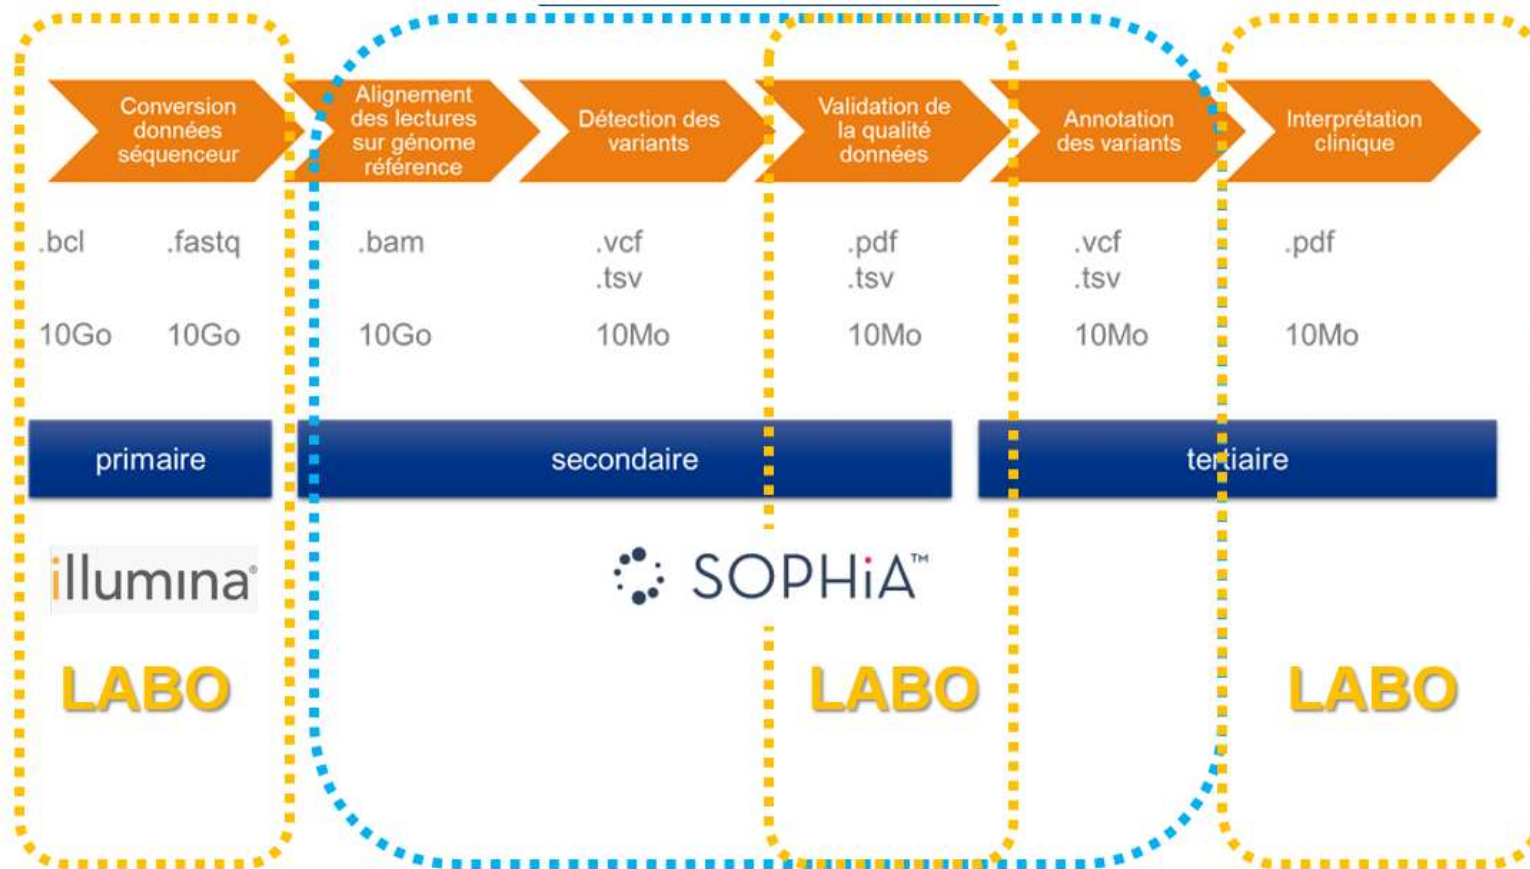 Conversion
données
séquenceur
Alignement
des lectures
sur génome
référence
Détection des
variants
Validation de
la qualité
données
Annotation
des variants
Interprétation
clinique
.bcl
.fastq
.bam
.vcf
.tsv
.pdf
.tsv
.vcf
.tsv
.pdf
10Go
10Go
10Go
10Mo
10Mo
10Mo
10Mo
primaire
secondaire
tertiaire
illumina®
SOPHiA™
LABO
LABO
LABO